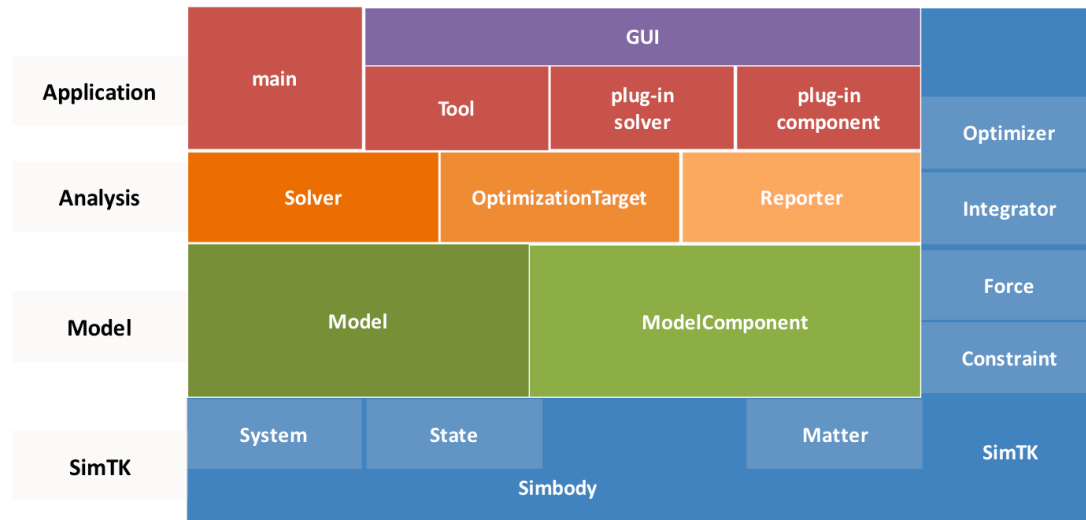 GUI
Application
main
Tool
plug-in
solver
plug-in
component
Optimizer
Analysis
Solver
OptimizationTarget
Reporter
Integrator
Model
Model
ModelComponent
Force
Constraint
SimTK
System
State
Matter
SimTK
Simbody